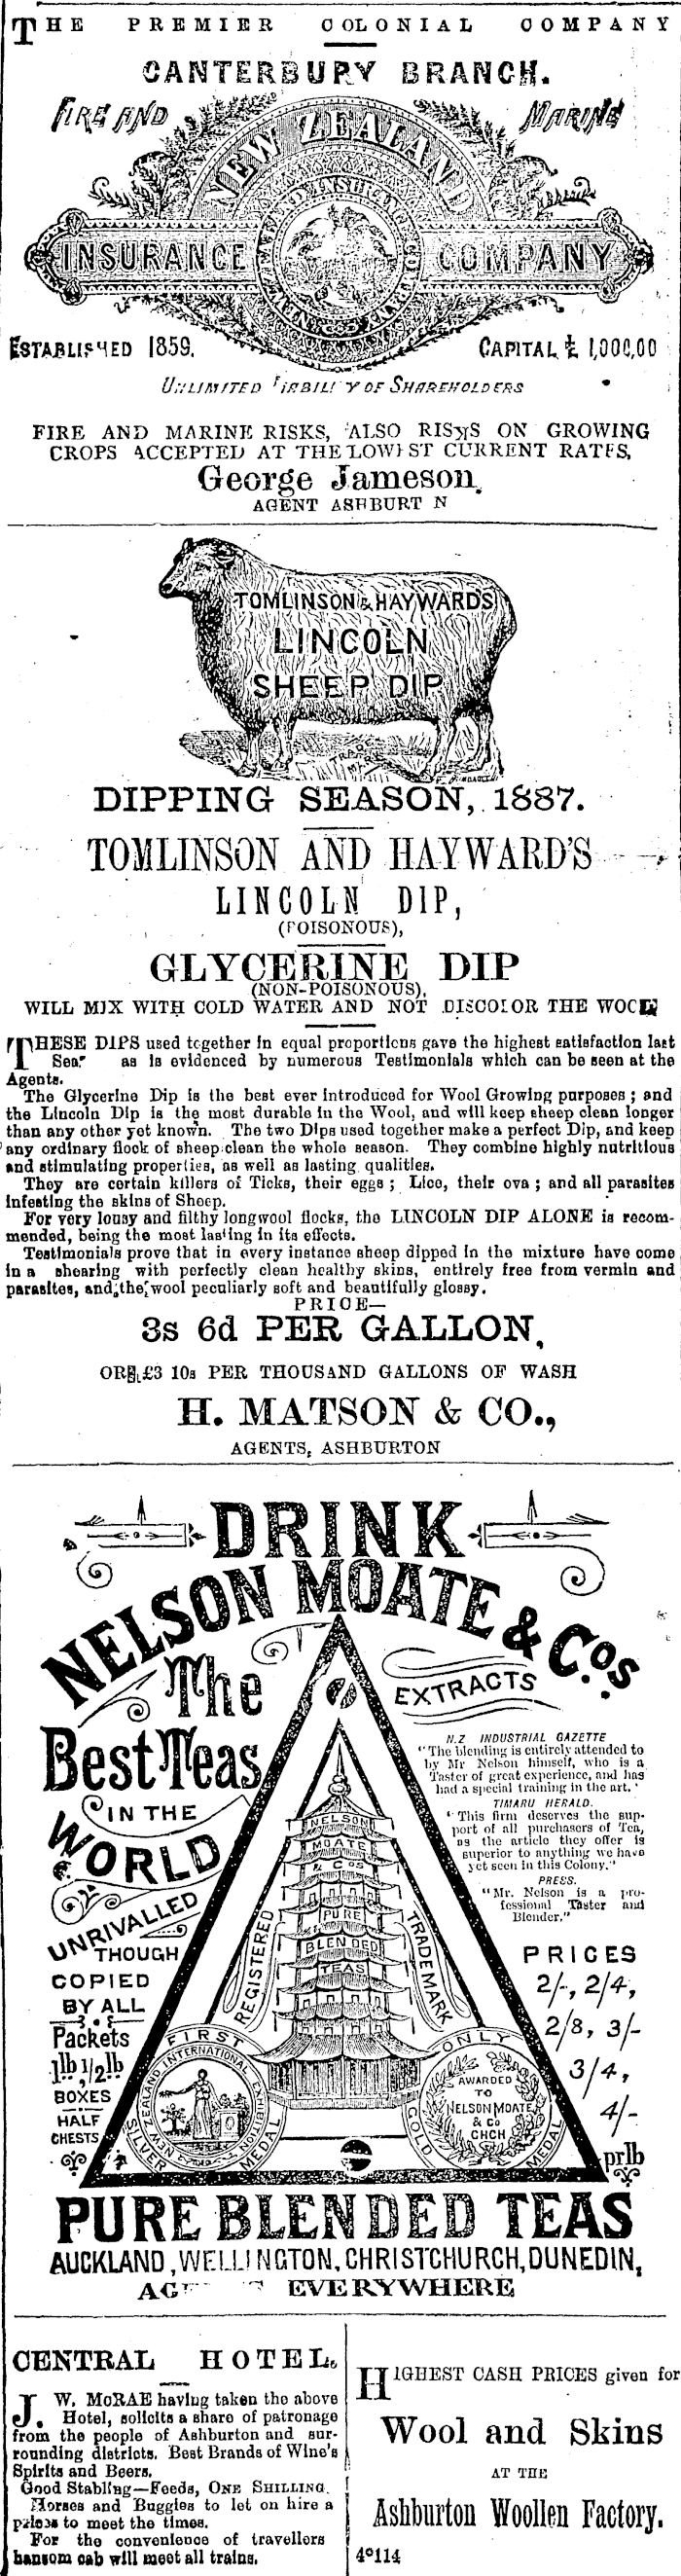 THE PREMIER COLONIAL COMPANY
CANTERBURY BRANCH.
FIRE AND MARINE
NEW ZEALAND
INSURANCE COMPANY
ESTABLISHED 1859. CAPITAL £ 1,000,00
UNLIMITED LIABILITY OF SHAREHOLDERS
FIRE AND MARINE RISKS, ALSO RISKS ON GROWING
CROPS ACCEPTED AT THE LOWEST CURRENT RATES.
George Jameson,
AGENT ASHBURT N
TOMLINSON & HAYWARDS
LINCOLN
SHEEP DIP
TRADE
MARK
DIPPING SEASON, 1887.
TOMLINSON AND HAYWARD'S
LINCOLN DIP,
(POISONOUS),
GLYCERINE DIP
(NON-POISONOUS),
WILL MIX WITH COLD WATER AND NOT DISCOLOR THE WOOL
THESE DIPS used together in equal proportions gave the highest satisfaction last
Sea as is evidenced by numerous Testimonials which can be seen at the
Agents.
The Glycerine Dip is the best ever introduced for Wool Growing purposes; and
the Lincoln Dip is the most durable in the Wool, and will keep sheep clean longer
than any other yet known. The two Dips used together make a perfect Dip, and keep
any ordinary flock of sheep clean the whole season. They combine highly nutritious
and stimulating properties, as well as lasting qualities.
They are certain killers of Ticks, their eggs; Lice, their ova; and all parasites
infesting the skins of Sheep.
For very lousy and filthy longwool flocks, the LINCOLN DIP ALONE is recom-
mended, being the most lasting in its effects.
Testimonials prove that in every instance sheep dipped in the mixture have come
in a shearing with perfectly clean healthy skins, entirely free from vermin and
parasites, and the wool peculiarly soft and beautifully glossy.
PRICE—
3s 6d PER GALLON,
OR £3 10s PER THOUSAND GALLONS OF WASH
H. MATSON & CO.,
AGENTS, ASHBURTON
DRINK
NELSON MOATE & Cos.
The
Best Teas
IN THE
WORLD
EXTRACTS
N.Z INDUSTRIAL GAZETTE
"The blending is entirely attended to
by Mr Nelson himself, who is a
Taster of great experience, and has
had a special training in the art."
TIMARU HERALD.
"This firm deserves the sup-
port of all purchasers of Tea,
as the article they offer is
superior to anything we have
yet seen in this Colony."
PRESS.
"Mr. Nelson is a pro-
fessional Taster and
Blender."
UNRIVALLED
THOUGH
COPIED
BY ALL
Packets
1lb 1/2lb
BOXES
HALF
CHESTS
NELSON
MOATE
& Cos
PURE
BLENDED
TEAS
REGISTERED TRADEMARK
FIRST
NEW ZEALAND INTERNATIONAL EXHIBITION
SILVER MEDAL
ONLY
AWARDED
TO
NELSON MOATE
& Co
CHCH
GOLD MEDAL
PRICES
2/-, 2/4,
2/8, 3/-
3/4,
4/-
prlb
PURE BLENDED TEAS
AUCKLAND, WELLINGTON, CHRISTCHURCH, DUNEDIN,
EVERYWHERE
CENTRAL HOTEL.
J. W. McRAE having taken the above
Hotel, solicits a share of patronage
from the people of Ashburton and sur-
rounding districts. Best Brands of Wine's
Spirits and Beers.
Good Stabling—Feeds, ONE SHILLING.
Horses and Buggies to let on hire a
prices to meet the times.
For the convenience of travellers
hansom cab will meet all trains.
HIGHEST CASH PRICES given for
Wool and Skins
AT THE
Ashburton Woollen Factory.
4°114